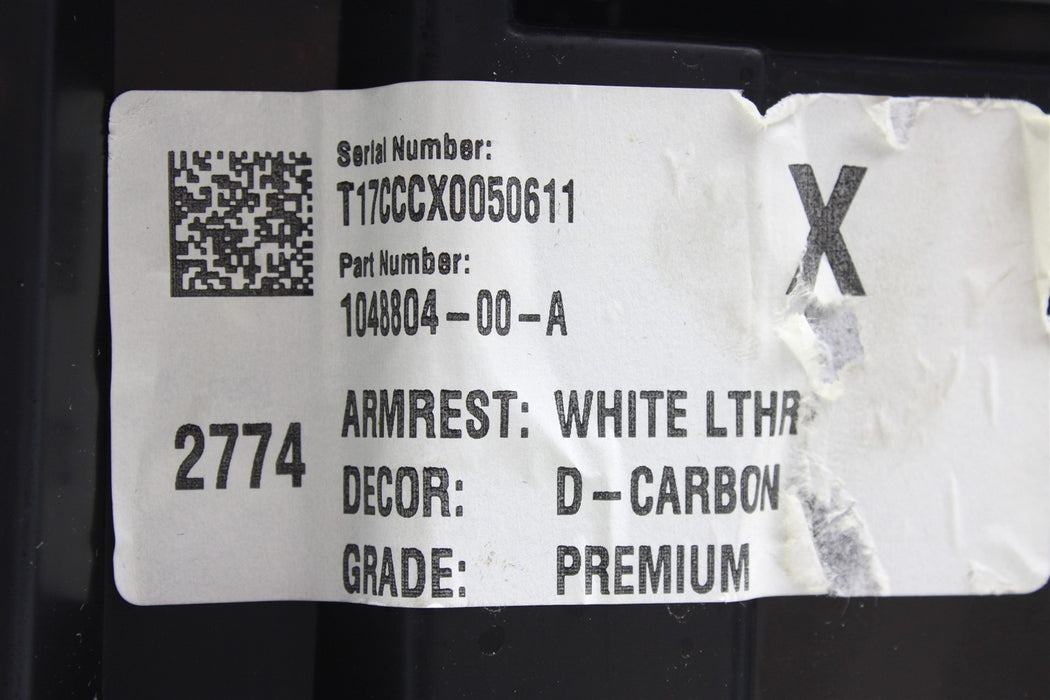 Serial Number:
T17CCCX0050611
Part Number:
1048804-00-A
X
2774
ARMREST: WHITE LTHR
DECOR: D-CARBON
GRADE: PREMIUM